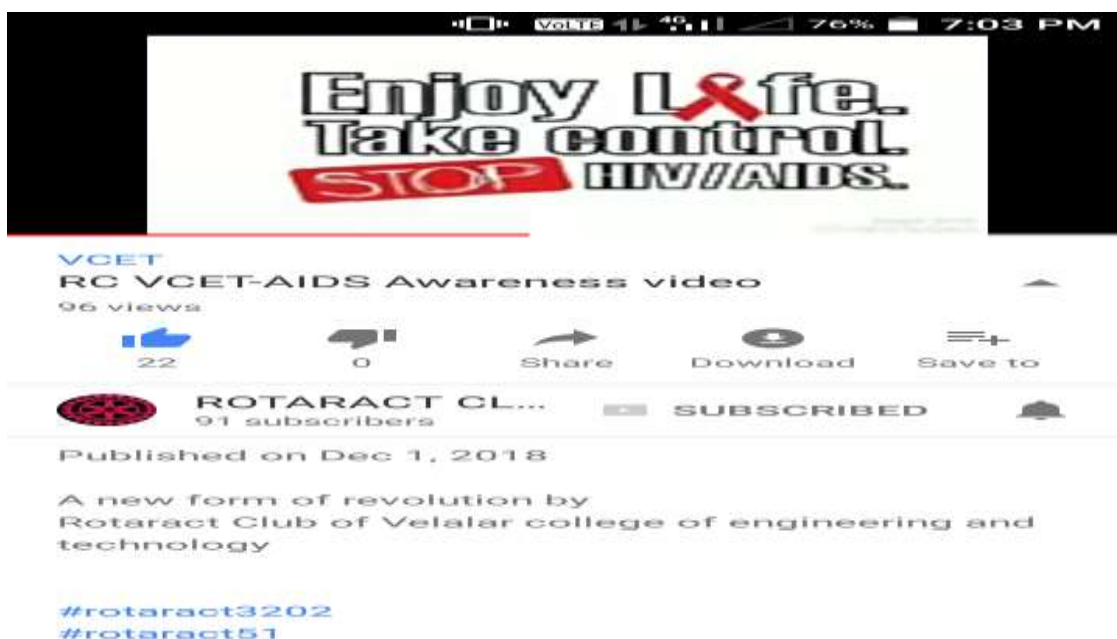 VoLTE 4G 76% 7:03 PM
Enjoy Life.
Take control.
STOP HIV/AIDS.
VCET
RC VCET-AIDS Awareness video
96 views
22 0 Share Download Save to
ROTARACT CL... SUBSCRIBED
91 subscribers
Published on Dec 1, 2018
A new form of revolution by
Rotaract Club of Velalar college of engineering and
technology
#rotaract3202
#rotaract51